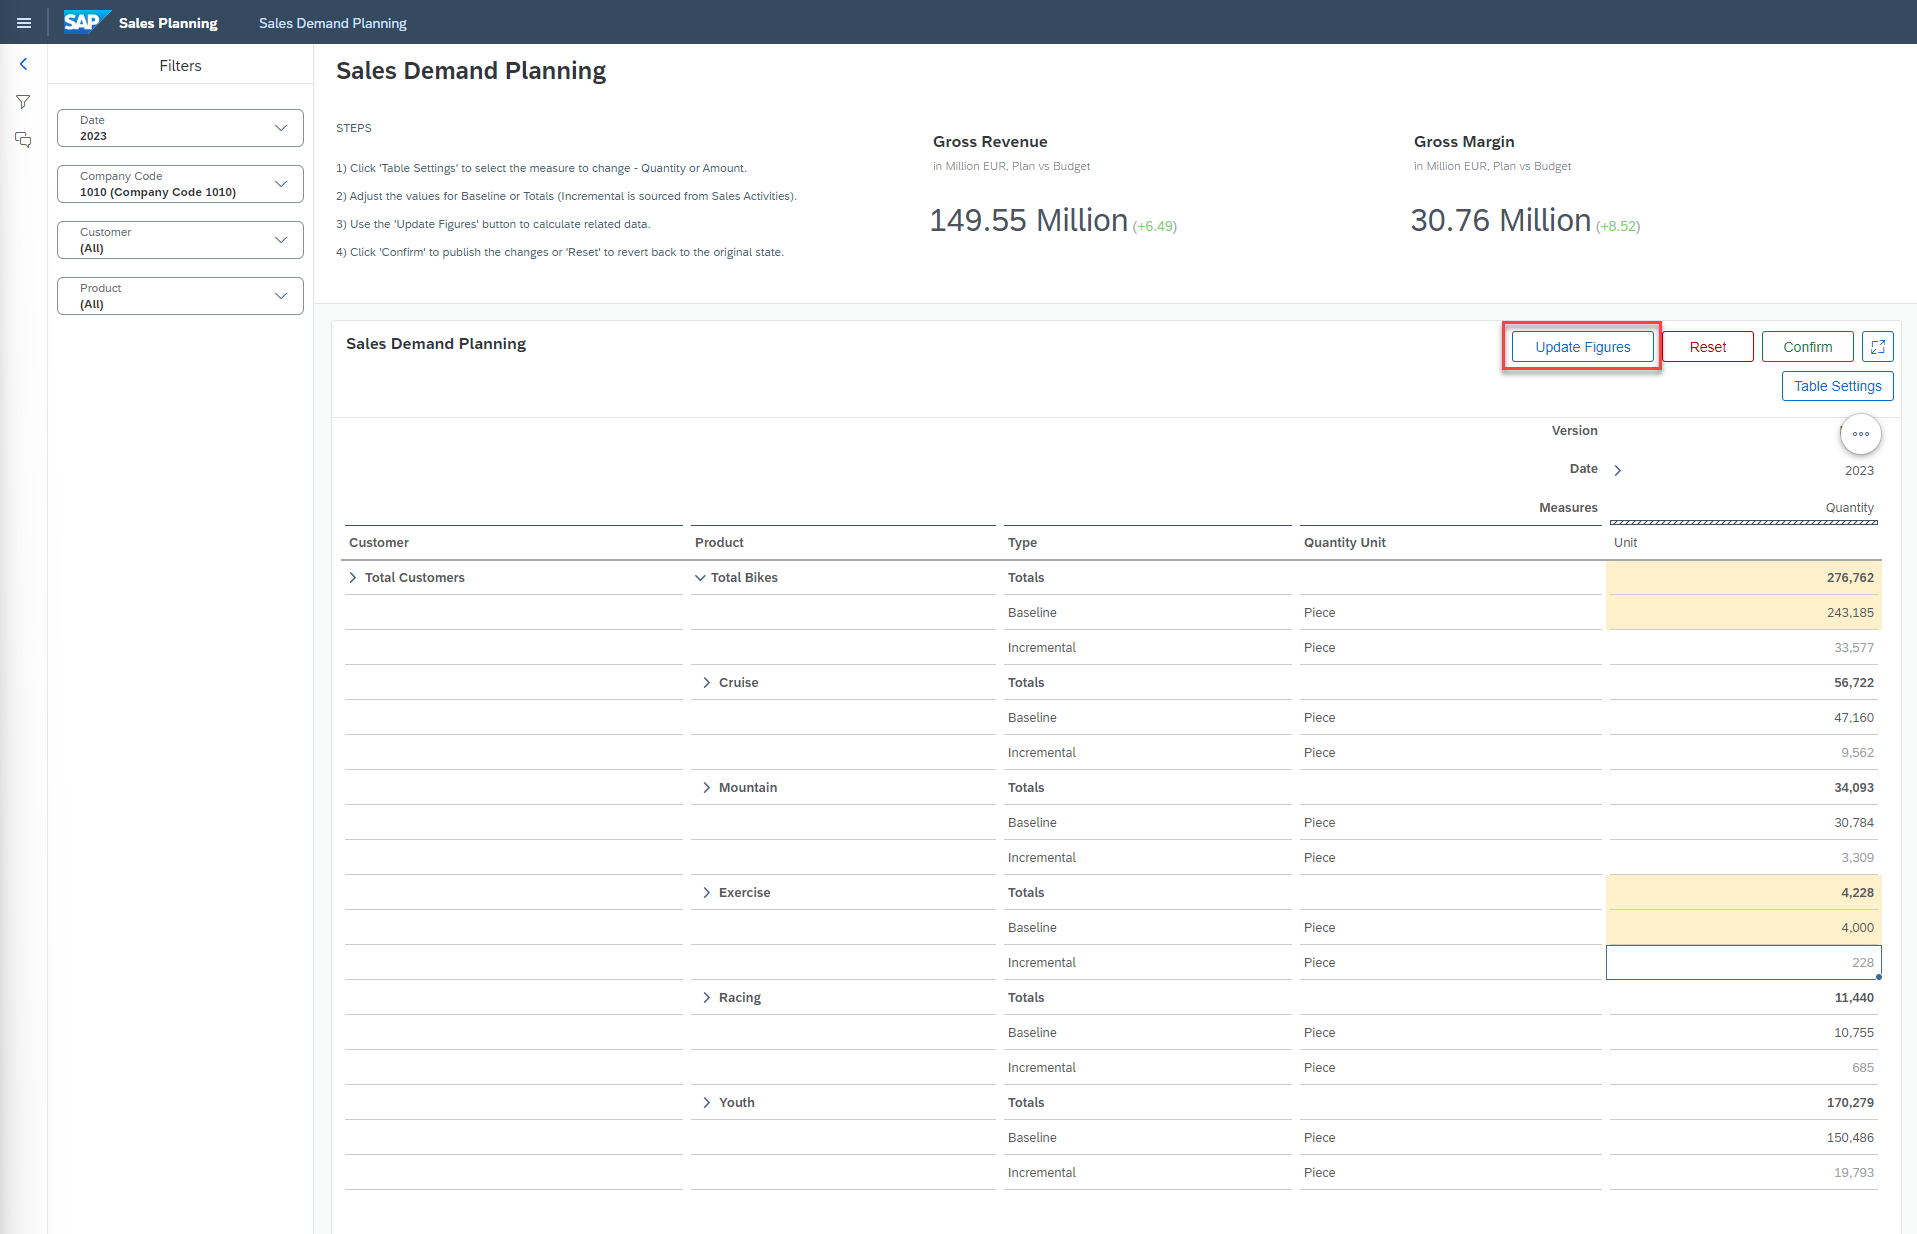 SAP Sales Planning Sales Demand Planning
Filters
Date
2023
Company Code
1010 (Company Code 1010)
Customer
(All)
Product
(All)
Sales Demand Planning
STEPS
1) Click 'Table Settings' to select the measure to change - Quantity or Amount.
2) Adjust the values for Baseline or Totals (Incremental is sourced from Sales Activities).
3) Use the 'Update Figures' button to calculate related data.
4) Click 'Confirm' to publish the changes or 'Reset' to revert back to the original state.
Gross Revenue
in Million EUR, Plan vs Budget
149.55 Million (+6.49)
Gross Margin
in Million EUR, Plan vs Budget
30.76 Million (+8.52)
Sales Demand Planning
Update Figures Reset Confirm
Table Settings
Version
Date 2023
Measures Quantity
Customer Product Type Quantity Unit Unit
Total Customers Total Bikes Totals 276,762
Baseline Piece 243,185
Incremental Piece 33,577
Cruise Totals 56,722
Baseline Piece 47,160
Incremental Piece 9,562
Mountain Totals 34,093
Baseline Piece 30,784
Incremental Piece 3,309
Exercise Totals 4,228
Baseline Piece 4,000
Incremental Piece 228
Racing Totals 11,440
Baseline Piece 10,755
Incremental Piece 685
Youth Totals 170,279
Baseline Piece 150,486
Incremental Piece 19,793